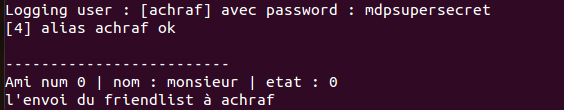 Logging user : [achraf] avec password : mdpsupersecret
[4] alias achraf ok
-------------------------
Ami num 0 | nom : monsieur | etat : 0
l'envoi du friendlist à achraf